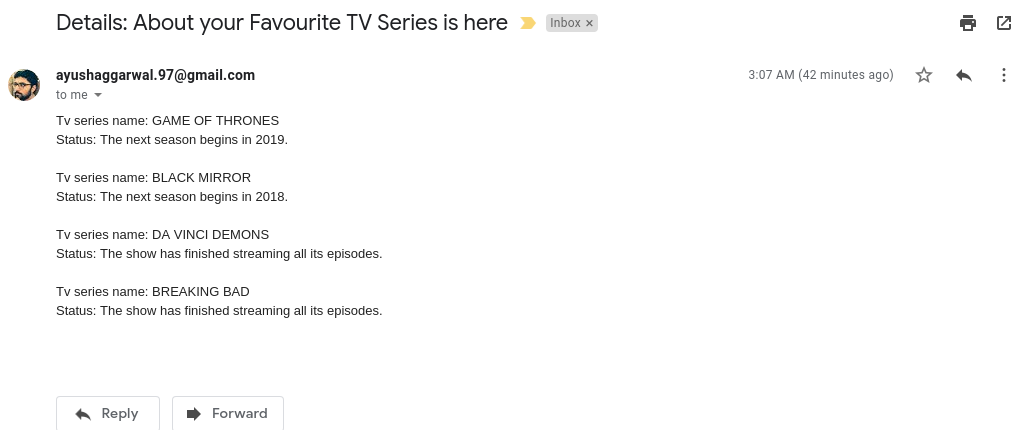 Details: About your Favourite TV Series is here Inbox ×
ayushaggarwal.97@gmail.com 3:07 AM (42 minutes ago)
to me
Tv series name: GAME OF THRONES
Status: The next season begins in 2019.
Tv series name: BLACK MIRROR
Status: The next season begins in 2018.
Tv series name: DA VINCI DEMONS
Status: The show has finished streaming all its episodes.
Tv series name: BREAKING BAD
Status: The show has finished streaming all its episodes.
Reply Forward